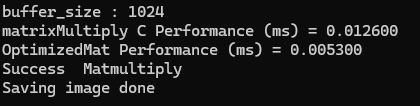 buffer_size : 1024
matrixMultiply C Performance (ms) = 0.012600
OptimizedMat Performance (ms) = 0.005300
Success  Matmultiply
Saving image done